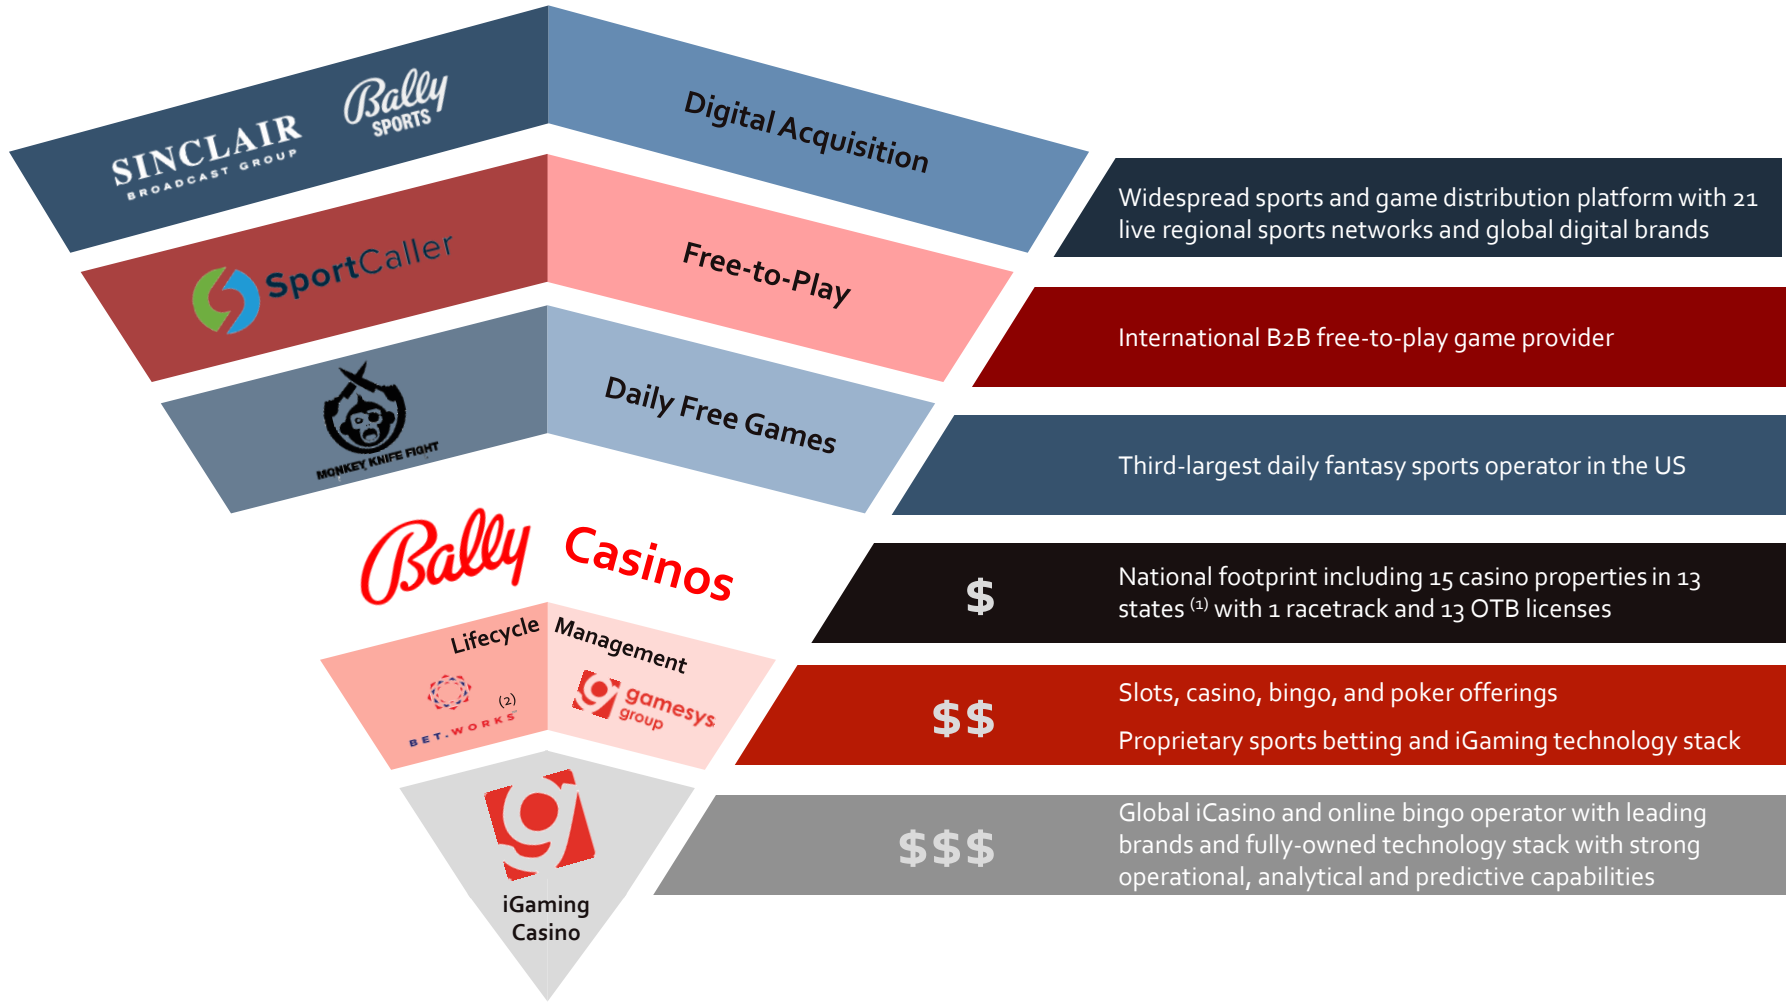 SINCLAIR
BROADCAST GROUP
Bally
SPORTS
Digital Acquisition
Widespread sports and game distribution platform with 21
live regional sports networks and global digital brands
SportCaller
Free-to-Play
International B2B free-to-play game provider
MONKEY KNIFE FIGHT
Daily Free Games
Third-largest daily fantasy sports operator in the US
Bally Casinos
$
National footprint including 15 casino properties in 13
states (1) with 1 racetrack and 13 OTB licenses
Lifecycle Management
BET.WORKS (2)
gamesys
group
$$
Slots, casino, bingo, and poker offerings
Proprietary sports betting and iGaming technology stack
g
iGaming
Casino
$$$
Global iCasino and online bingo operator with leading
brands and fully-owned technology stack with strong
operational, analytical and predictive capabilities